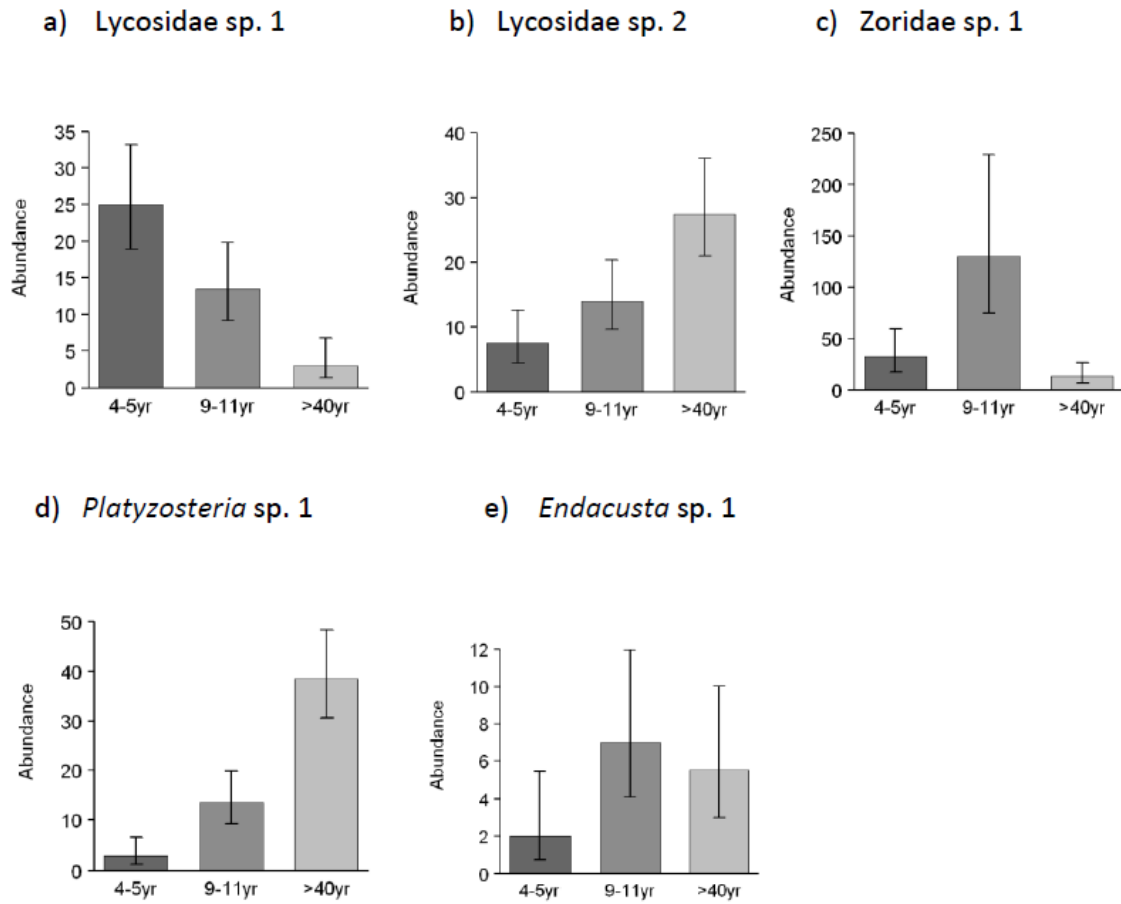 a) Lycosidae sp. 1
b) Lycosidae sp. 2
c) Zoridae sp. 1
Abundance
35
30
25
20
15
10
5
0
4-5yr 9-11yr >40yr
Abundance
40
30
20
10
0
4-5yr 9-11yr >40yr
Abundance
250
200
150
100
50
0
4-5yr 9-11yr >40yr
d) Platyzosteria sp. 1
e) Endacusta sp. 1
Abundance
50
40
30
20
10
0
4-5yr 9-11yr >40yr
Abundance
12
10
8
6
4
2
0
4-5yr 9-11yr >40yr